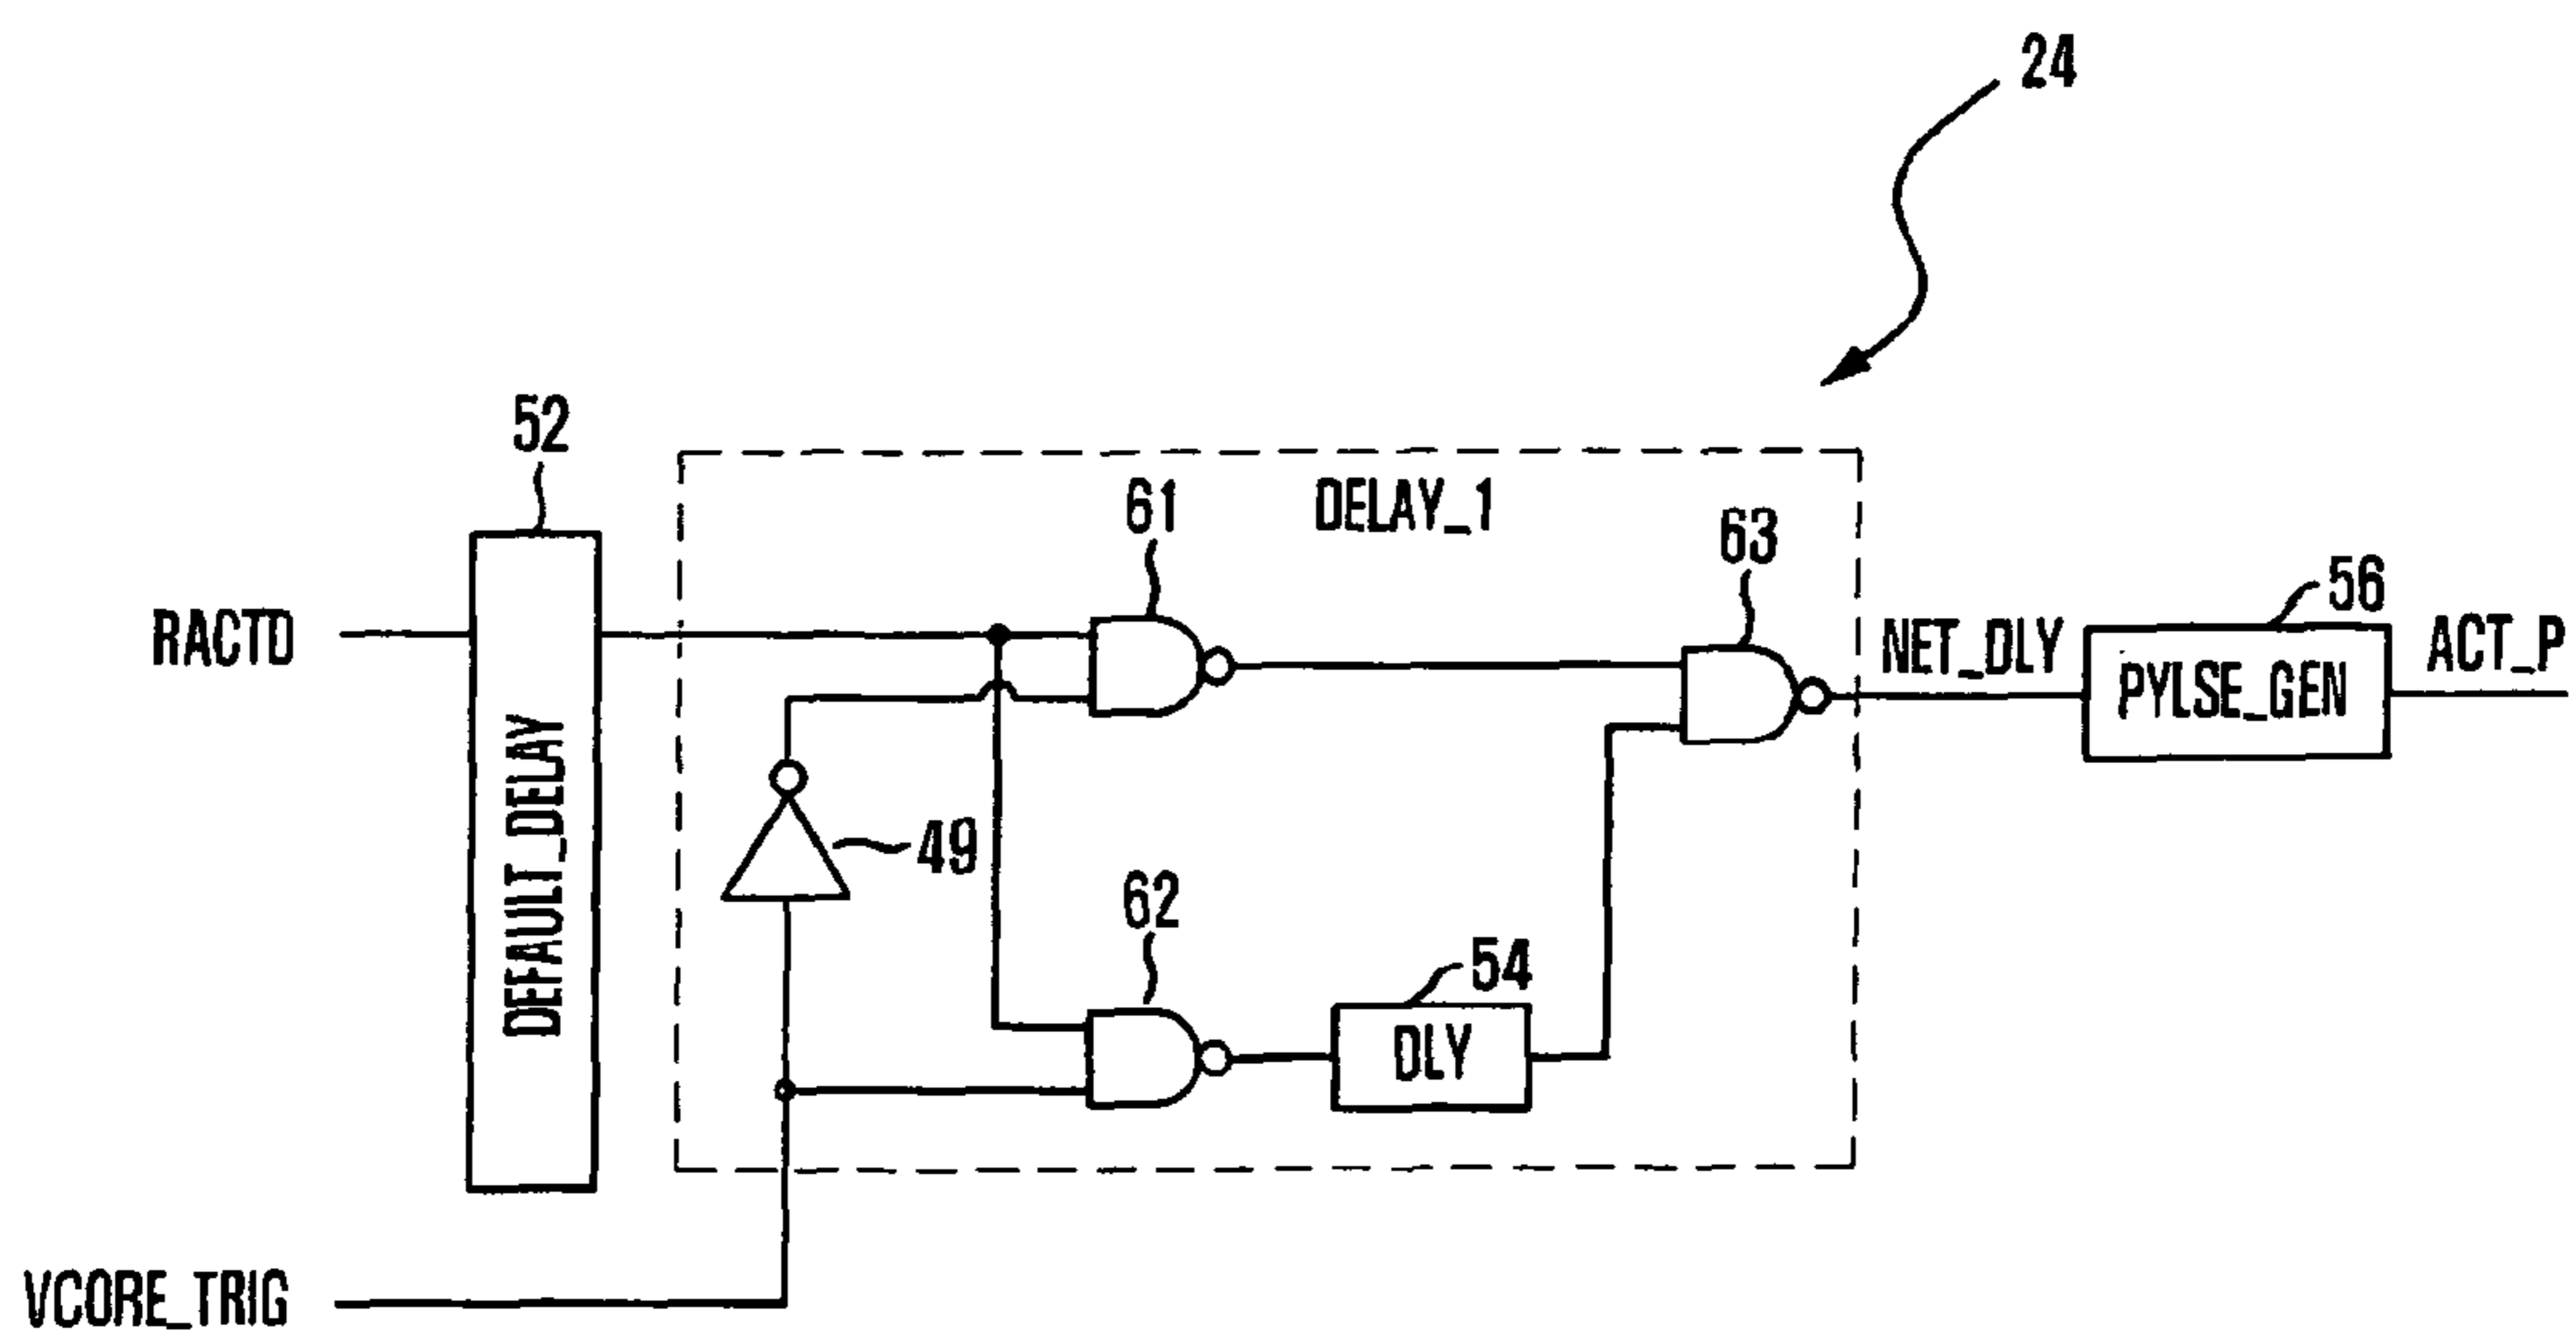 24
52
61
DELAY_1
63
56
RACTD
NET_DLY
PYLSE_GEN
ACT_P
DEFAULT_DELAY
49
62
54
DLY
VCORE_TRIG